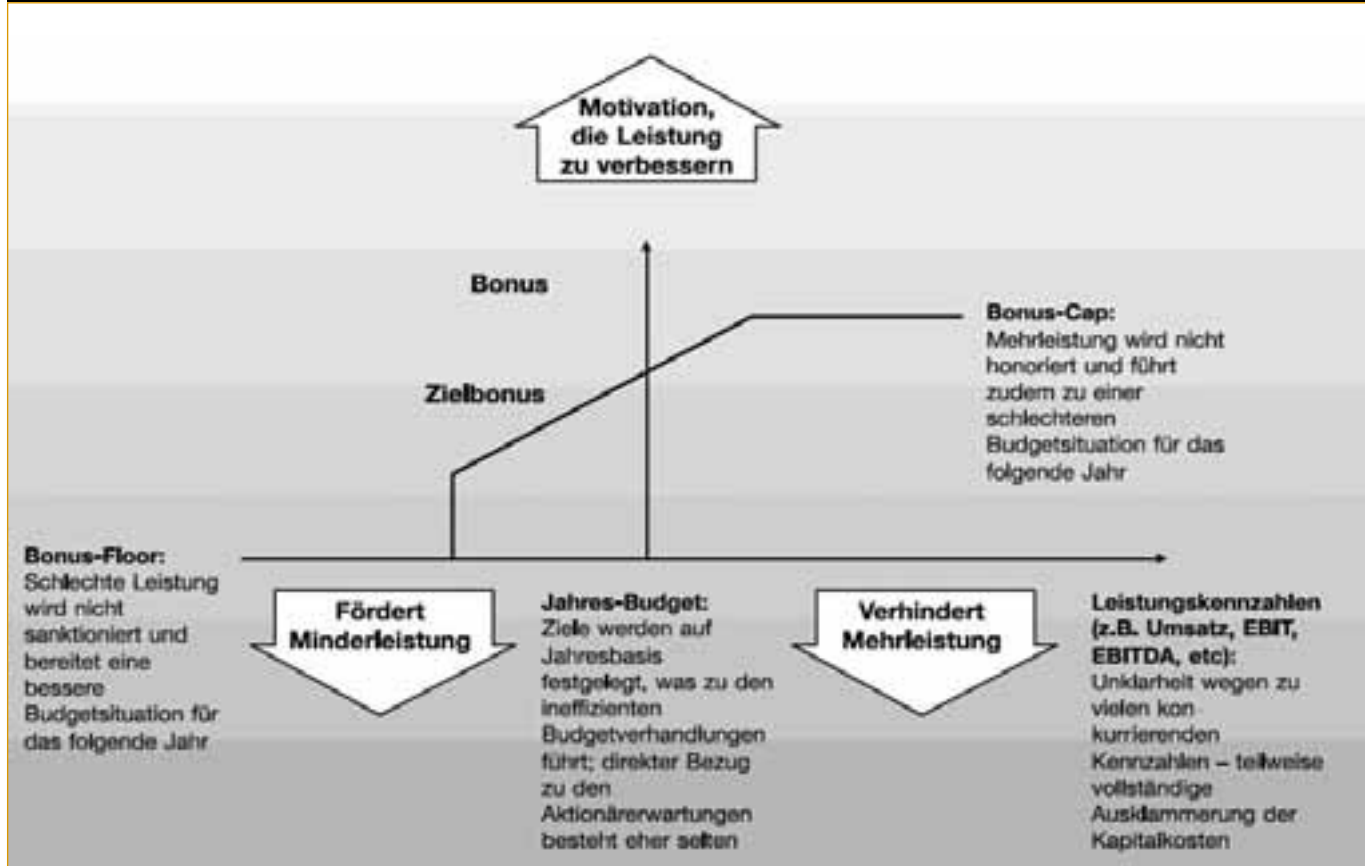 Motivation,
die Leistung
zu verbessern
Bonus
Zielbonus
Bonus-Cap:
Mehrleistung wird nicht
honoriert und führt
zudem zu einer
schlechteren
Budgetsituation für das
folgende Jahr
Bonus-Floor:
Schlechte Leistung
wird nicht
sanktioniert und
bereitet eine
bessere
Budgetsituation für
das folgende Jahr
Fördert
Minderleistung
Jahres-Budget:
Ziele werden auf
Jahresbasis
festgelegt, was zu den
ineffizienten
Budgetverhandlungen
führt; direkter Bezug
zu den
Aktionärerwartungen
besteht eher selten
Verhindert
Mehrleistung
Leistungskennzahlen
(z.B. Umsatz, EBIT,
EBITDA, etc):
Unklarheit wegen zu
vielen kon
kurrierenden
Kennzahlen – teilweise
vollständige
Ausklammerung der
Kapitalkosten